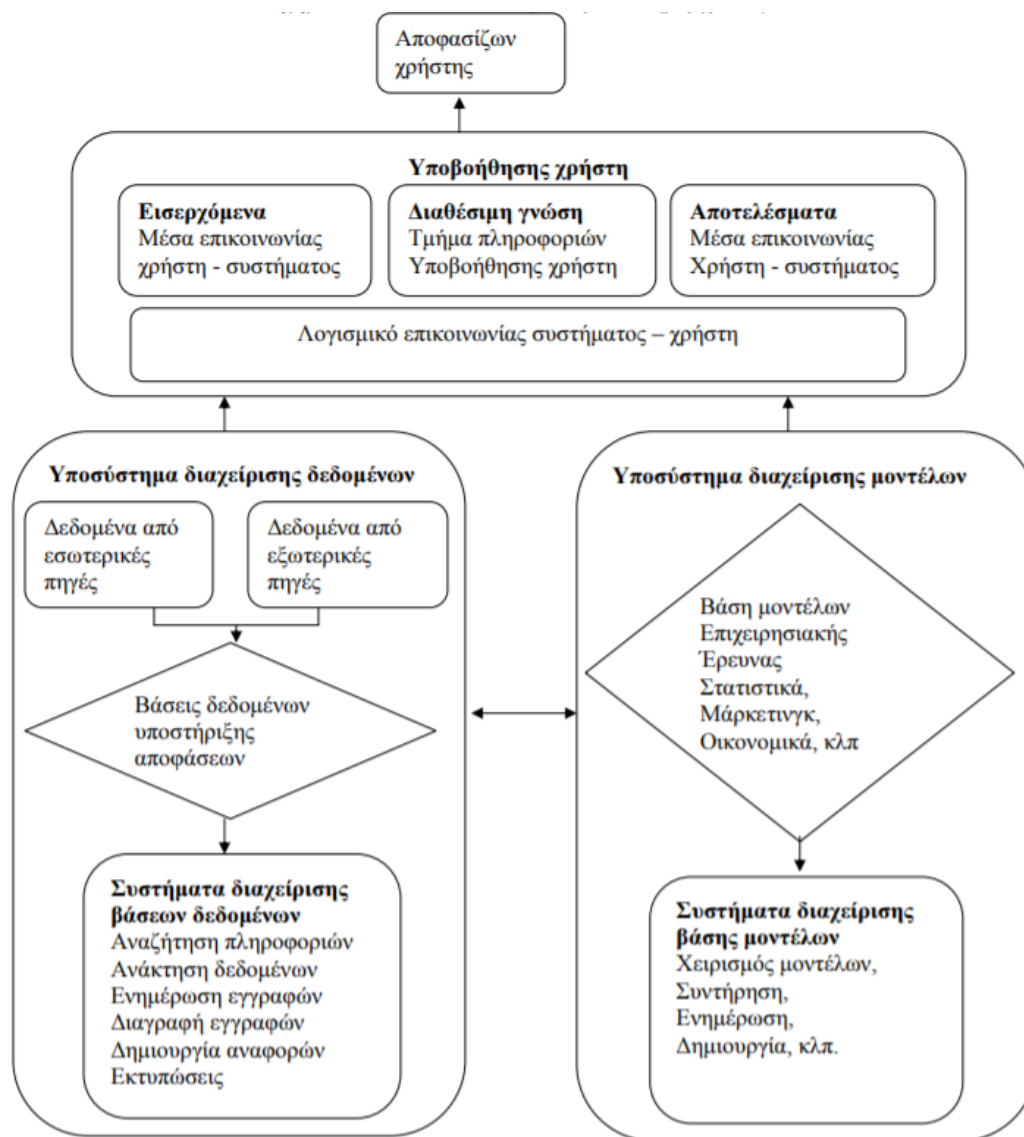 Αποφασίζων
χρήστης
Υποβοήθησης χρήστη
Εισερχόμενα
Μέσα επικοινωνίας
χρήστη - συστήματος
Διαθέσιμη γνώση
Τμήμα πληροφοριών
Υποβοήθησης χρήστη
Αποτελέσματα
Μέσα επικοινωνίας
Χρήστη - συστήματος
Λογισμικό επικοινωνίας συστήματος – χρήστη
Υποσύστημα διαχείρισης δεδομένων
Δεδομένα από
εσωτερικές
πηγές
Δεδομένα από
εξωτερικές
πηγές
Βάσεις δεδομένων
υποστήριξης
αποφάσεων
Συστήματα διαχείρισης
βάσεων δεδομένων
Αναζήτηση πληροφοριών
Ανάκτηση δεδομένων
Ενημέρωση εγγραφών
Διαγραφή εγγραφών
Δημιουργία αναφορών
Εκτυπώσεις
Υποσύστημα διαχείρισης μοντέλων
Βάση μοντέλων
Επιχειρησιακής
Έρευνας
Στατιστικά,
Μάρκετινγκ,
Οικονομικά, κλπ
Συστήματα διαχείρισης
βάσης μοντέλων
Χειρισμός μοντέλων,
Συντήρηση,
Ενημέρωση,
Δημιουργία, κλπ.